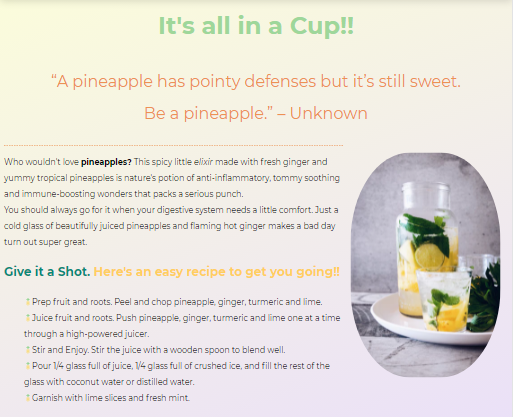 It's all in a Cup!!
“A pineapple has pointy defenses but it’s still sweet.
Be a pineapple.” – Unknown
Who wouldn't love pineapples? This spicy little elixir made with fresh ginger and
yummy tropical pineapples is nature's potion of anti-inflammatory, tommy soothing
and immune-boosting wonders that packs a serious punch.
You should always go for it when your digestive system needs a little comfort. Just a
cold glass of beautifully juiced pineapples and flaming hot ginger makes a bad day
turn out super great.
Give it a Shot. Here's an easy recipe to get you going!!
Prep fruit and roots. Peel and chop pineapple, ginger, turmeric and lime.
Juice fruit and roots. Push pineapple, ginger, turmeric and lime one at a time
through a high-powered juicer.
Stir and Enjoy. Stir the juice with a wooden spoon to blend well.
Pour 1/4 glass full of juice, 1/4 glass full of crushed ice, and fill the rest of the
glass with coconut water or distilled water.
Garnish with lime slices and fresh mint.